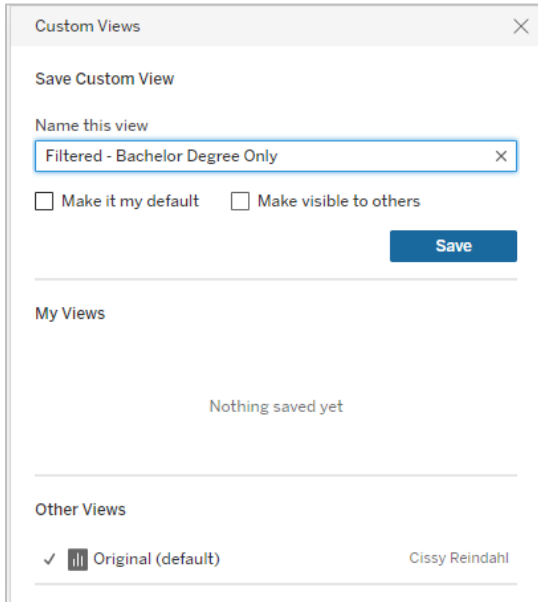 Custom Views
Save Custom View
Name this view
Filtered - Bachelor Degree Only
Make it my default Make visible to others
Save
My Views
Nothing saved yet
Other Views
Original (default) Cissy Reindahl